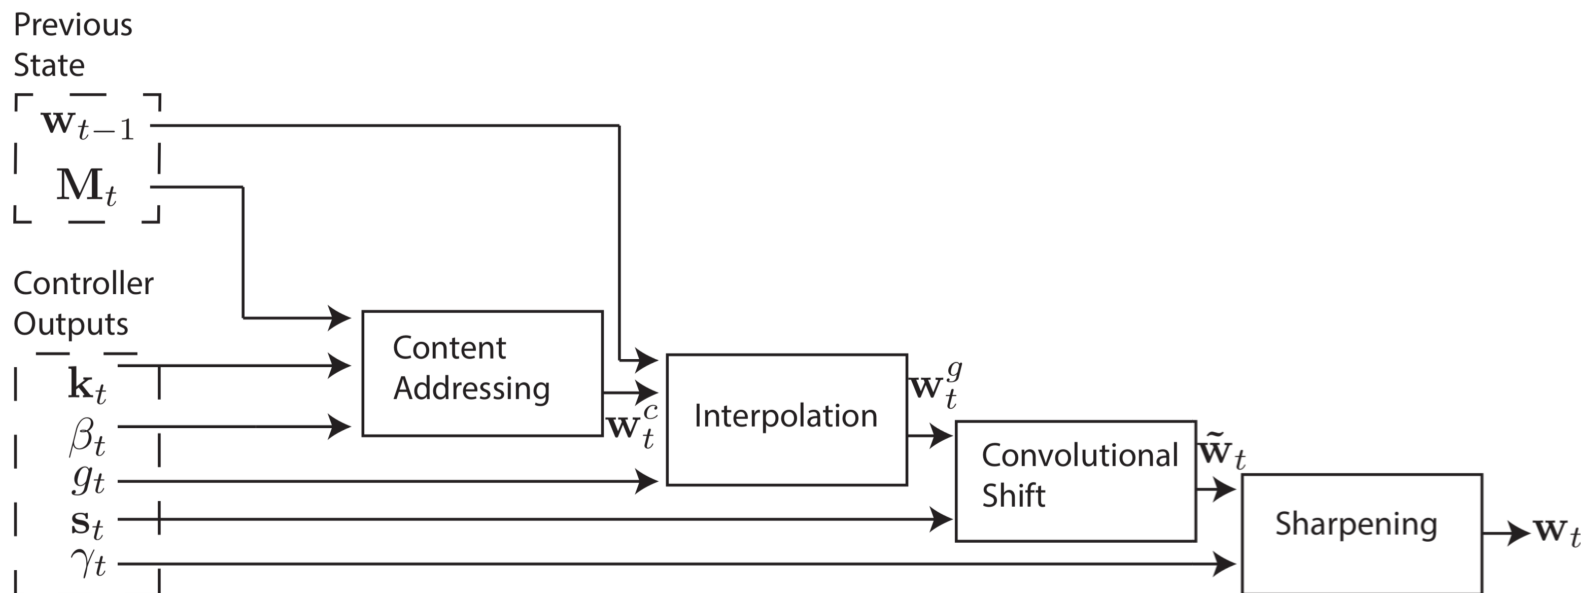 Previous
State
w_{t−1}
M_t
Controller
Outputs
k_t
β_t
g_t
s_t
γ_t
Content
Addressing
w_t^c
Interpolation
w_t^g
Convolutional
Shift
w̃_t
Sharpening
w_t